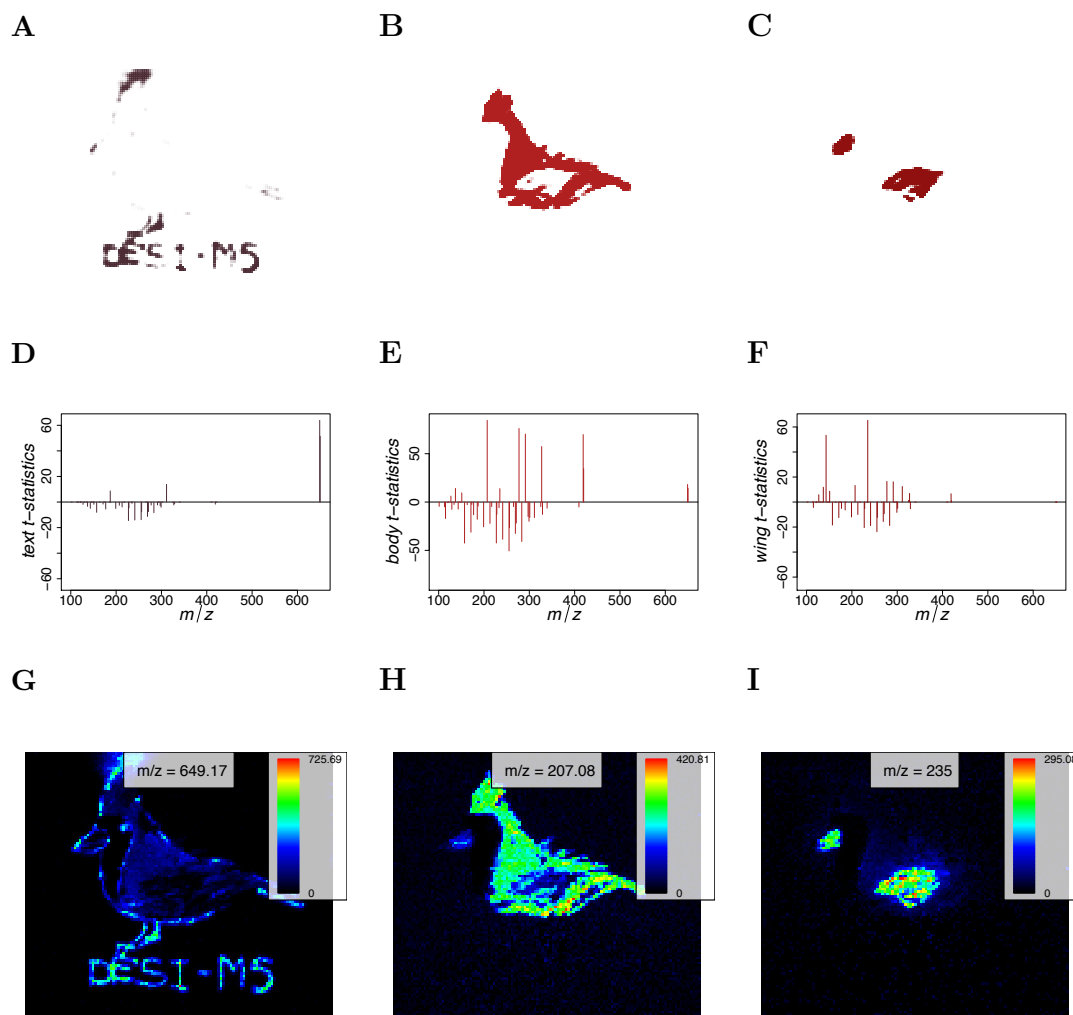 A B C
DESI-MS
D E F
text t-statistics
-60 -20 20 60
100 200 300 400 500 600
m/z
body t-statistics
-50 0 50
100 200 300 400 500 600
m/z
wing t-statistics
-60 -20 20 60
100 200 300 400 500 600
m/z
G H I
m/z = 649.17
725.69
0
DESI-MS
m/z = 207.08
420.81
0
m/z = 235
295.08
0